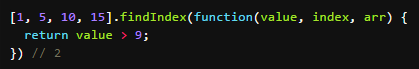 [1, 5, 10, 15].findIndex(function(value, index, arr) {
  return value > 9;
}) // 2